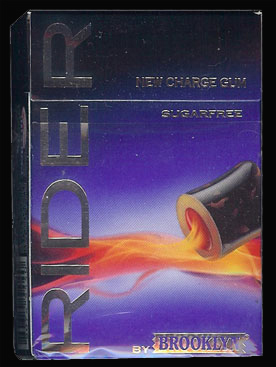 RIDER
NEW CHARGE GUM
SUGARFREE
BY BROOKLYN